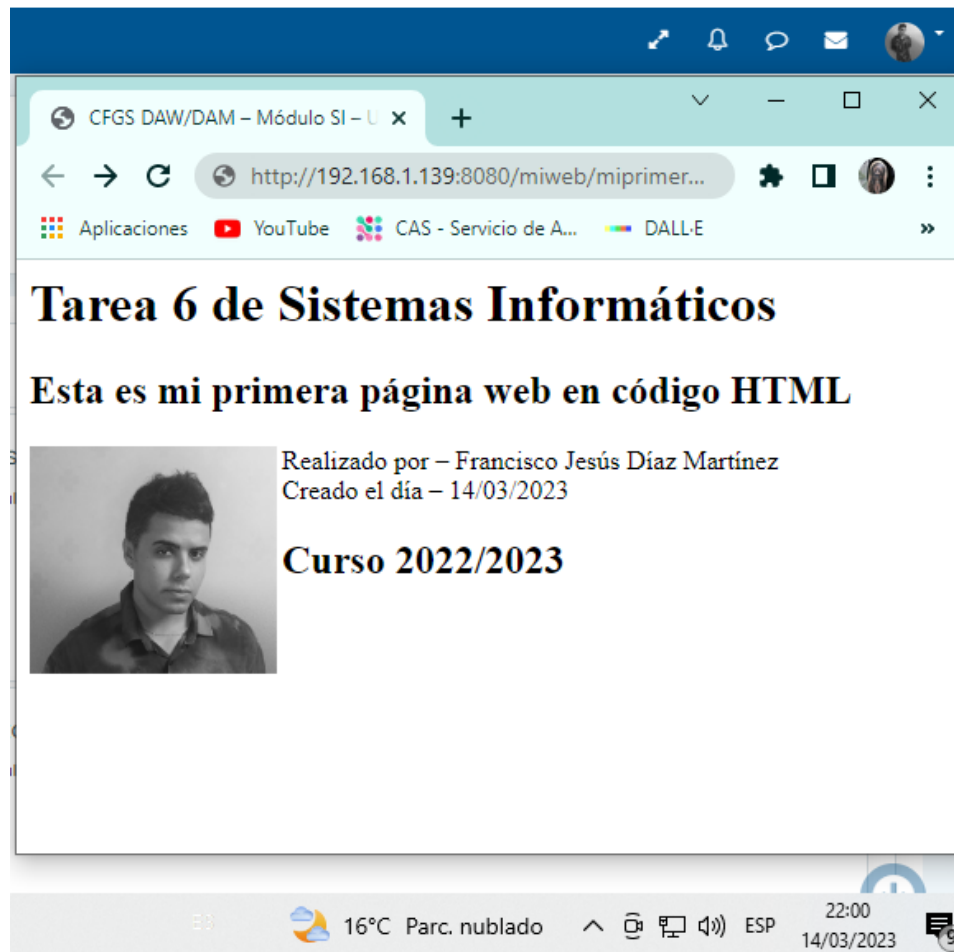 CFGS DAW/DAM – Módulo SI – U
http://192.168.1.139:8080/miweb/miprimer...
Aplicaciones YouTube CAS - Servicio de A... DALL·E »
Tarea 6 de Sistemas Informáticos
Esta es mi primera página web en código HTML
Realizado por – Francisco Jesús Díaz Martínez
Creado el día – 14/03/2023
Curso 2022/2023
16°C Parc. nublado ESP 22:00
14/03/2023